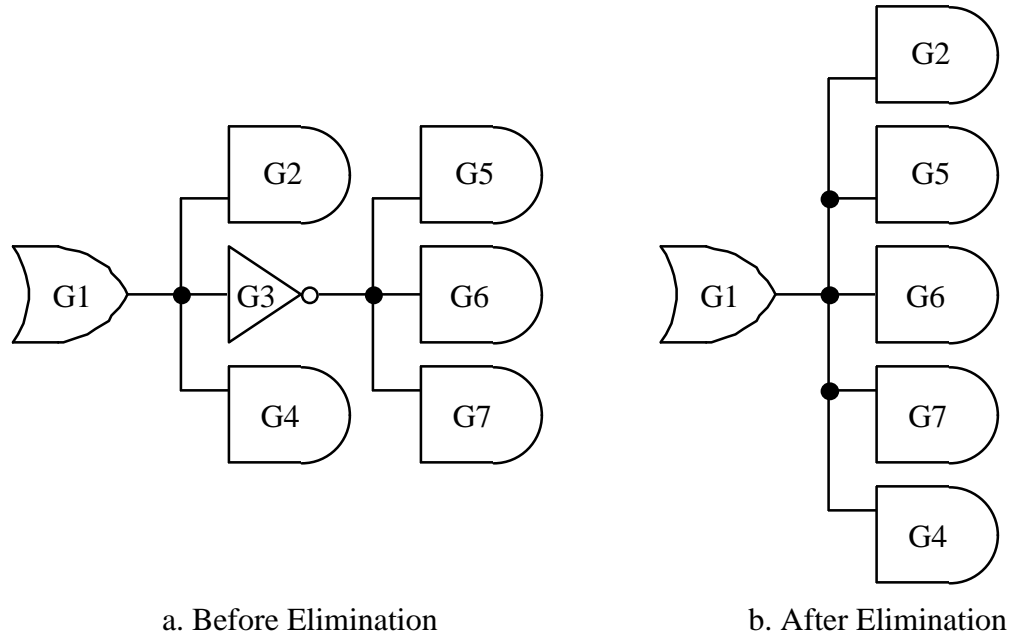 G1
G2
G3
G4
G5
G6
G7
a. Before Elimination
G1
G2
G5
G6
G7
G4
b. After Elimination